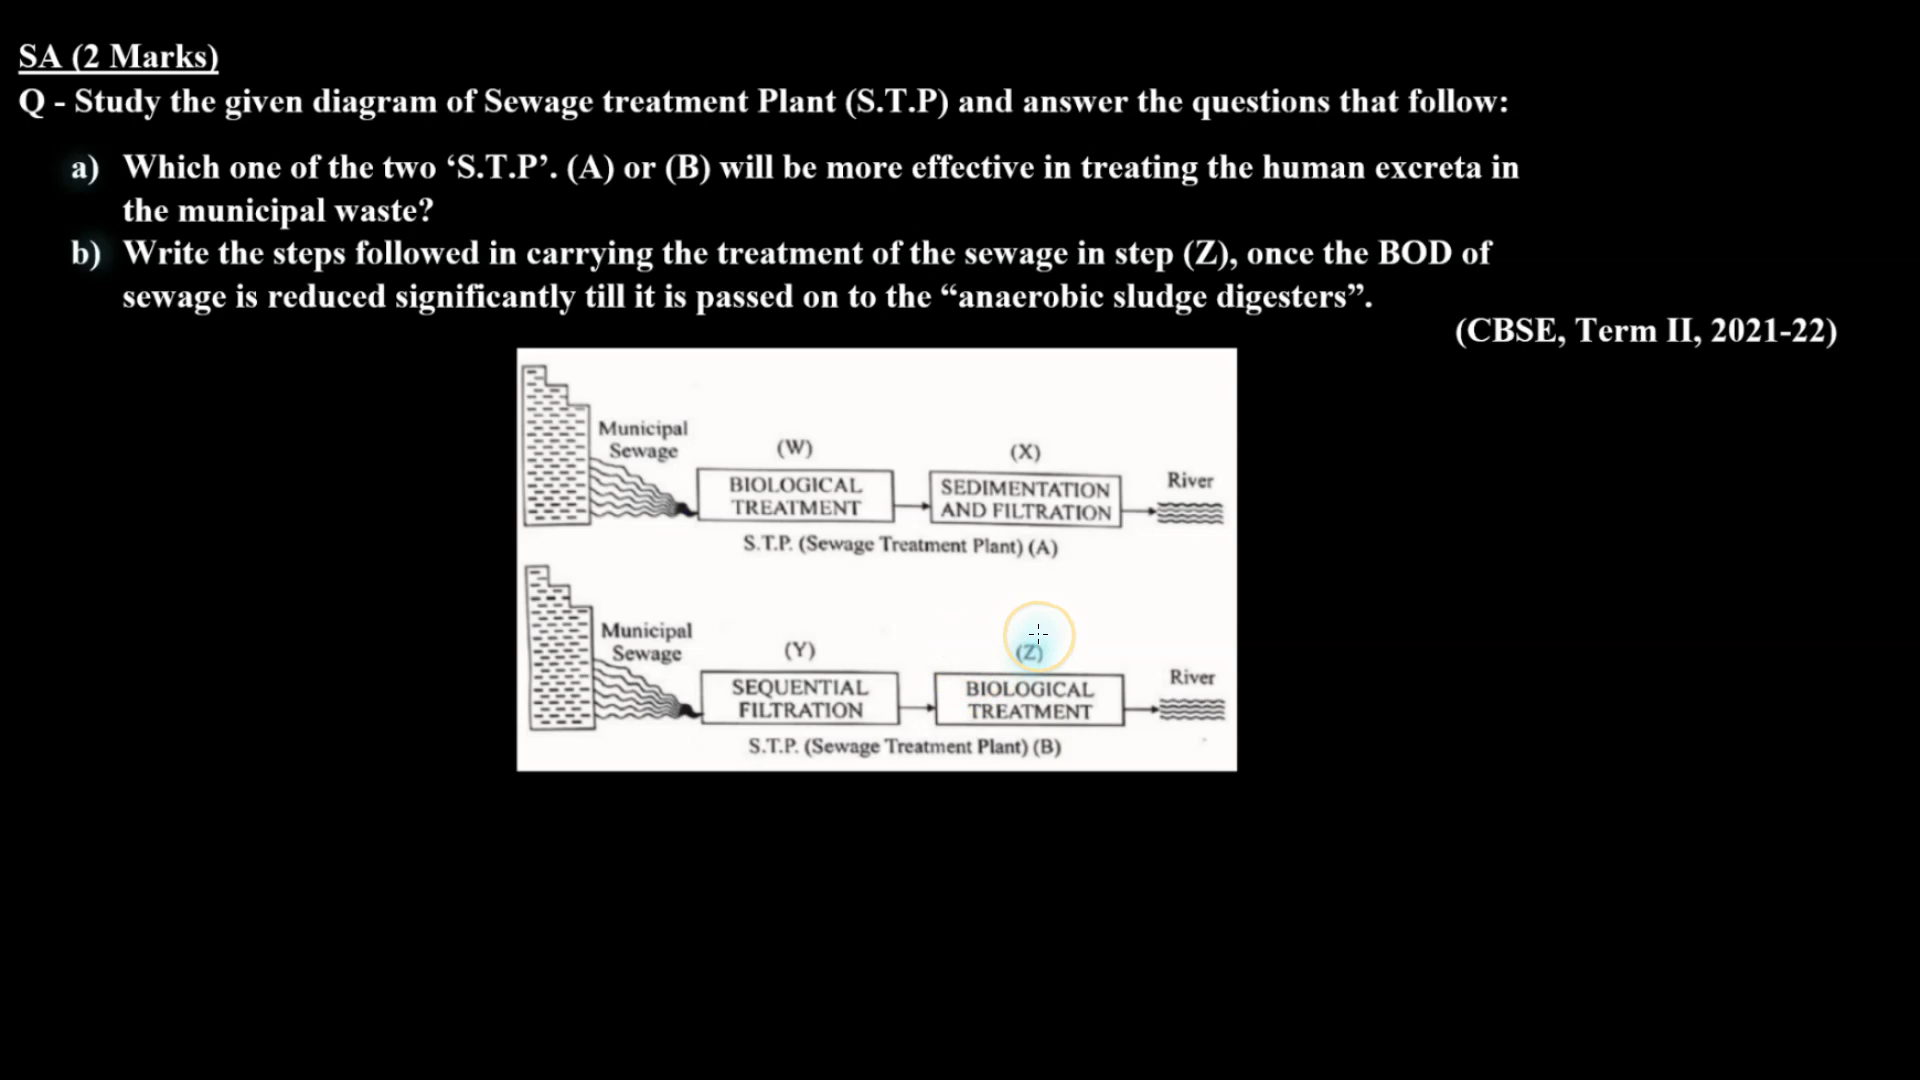 SA (2 Marks)
Q - Study the given diagram of Sewage treatment Plant (S.T.P) and answer the questions that follow:
a) Which one of the two ‘S.T.P’. (A) or (B) will be more effective in treating the human excreta in
the municipal waste?
b) Write the steps followed in carrying the treatment of the sewage in step (Z), once the BOD of
sewage is reduced significantly till it is passed on to the “anaerobic sludge digesters”.
(CBSE, Term II, 2021-22)
Municipal
Sewage
(W)
BIOLOGICAL
TREATMENT
(X)
SEDIMENTATION
AND FILTRATION
River
S.T.P. (Sewage Treatment Plant) (A)
Municipal
Sewage
(Y)
SEQUENTIAL
FILTRATION
(Z)
BIOLOGICAL
TREATMENT
River
S.T.P. (Sewage Treatment Plant) (B)